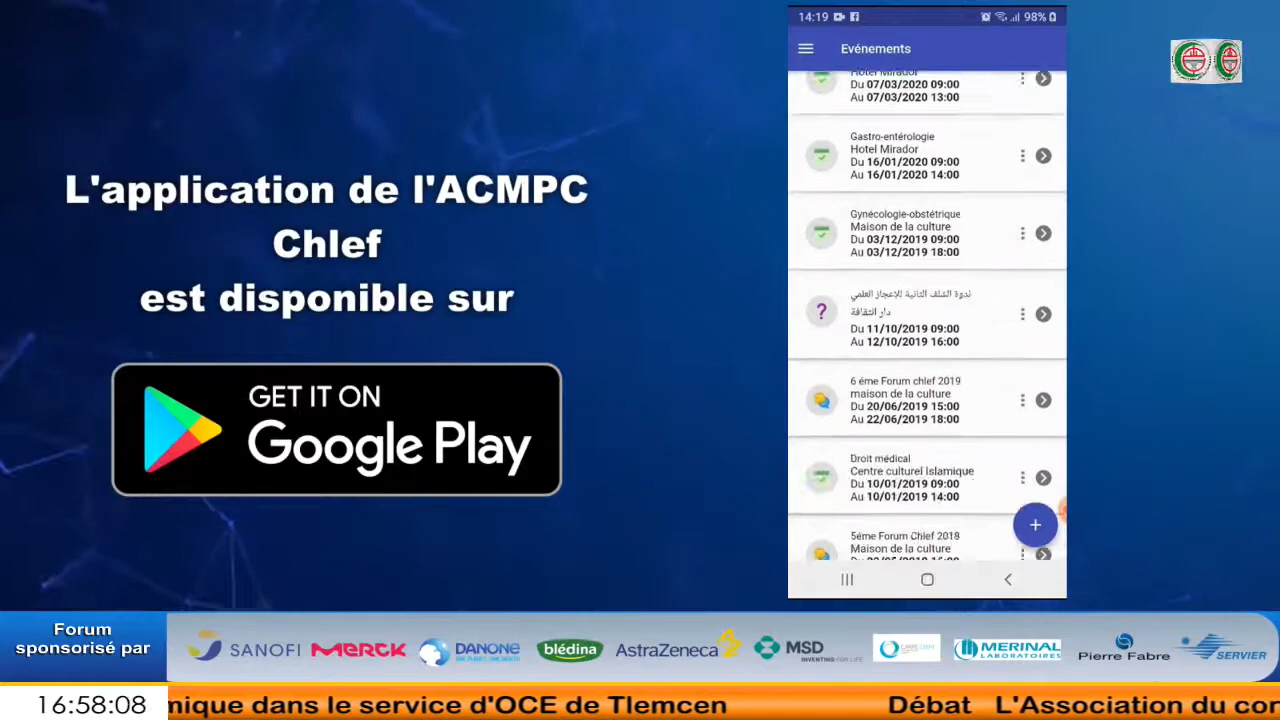 L'application de l'ACMPC
Chlef
est disponible sur
GET IT ON
Google Play
14:19
98%
Evénements
Hotel Mirador
Du 07/03/2020 09:00
Au 07/03/2020 13:00
Gastro-entérologie
Hotel Mirador
Du 16/01/2020 09:00
Au 16/01/2020 14:00
Gynécologie-obstétrique
Maison de la culture
Du 03/12/2019 09:00
Au 03/12/2019 18:00
ندوة الشلف الثانية للإعجاز العلمي
دار الثقافة
Du 11/10/2019 09:00
Au 12/10/2019 16:00
?
6 éme Forum chlef 2019
maison de la culture
Du 20/06/2019 15:00
Au 22/06/2019 18:00
Droit médical
Centre culturel Islamique
Du 10/01/2019 09:00
Au 10/01/2019 14:00
+
5éme Forum Chlef 2018
Maison de la culture
Forum
sponsorisé par
SANOFI
MERCK
DANONE
blédina
AstraZeneca
MSD
INVENTING FOR LIFE
MERINAL
LABORATOIRES
Pierre Fabre
SERVIER
16:58:08
mique dans le service d'OCE de Tlemcen Débat L'Association du cor